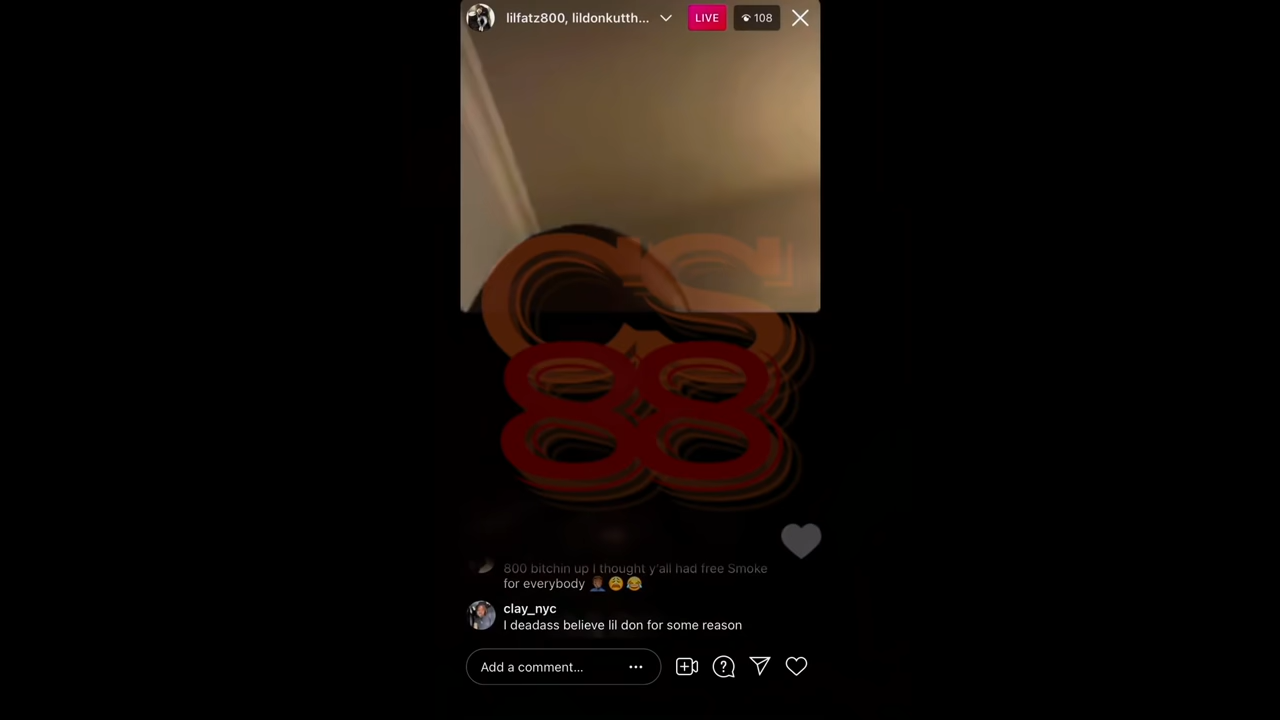 lilfatz800, lildonkutth...
LIVE
108
CS
88
800 bitchin up I thought y'all had free Smoke
for everybody 🤦🏾‍♂️😩😂
clay_nyc
I deadass believe lil don for some reason
Add a comment...